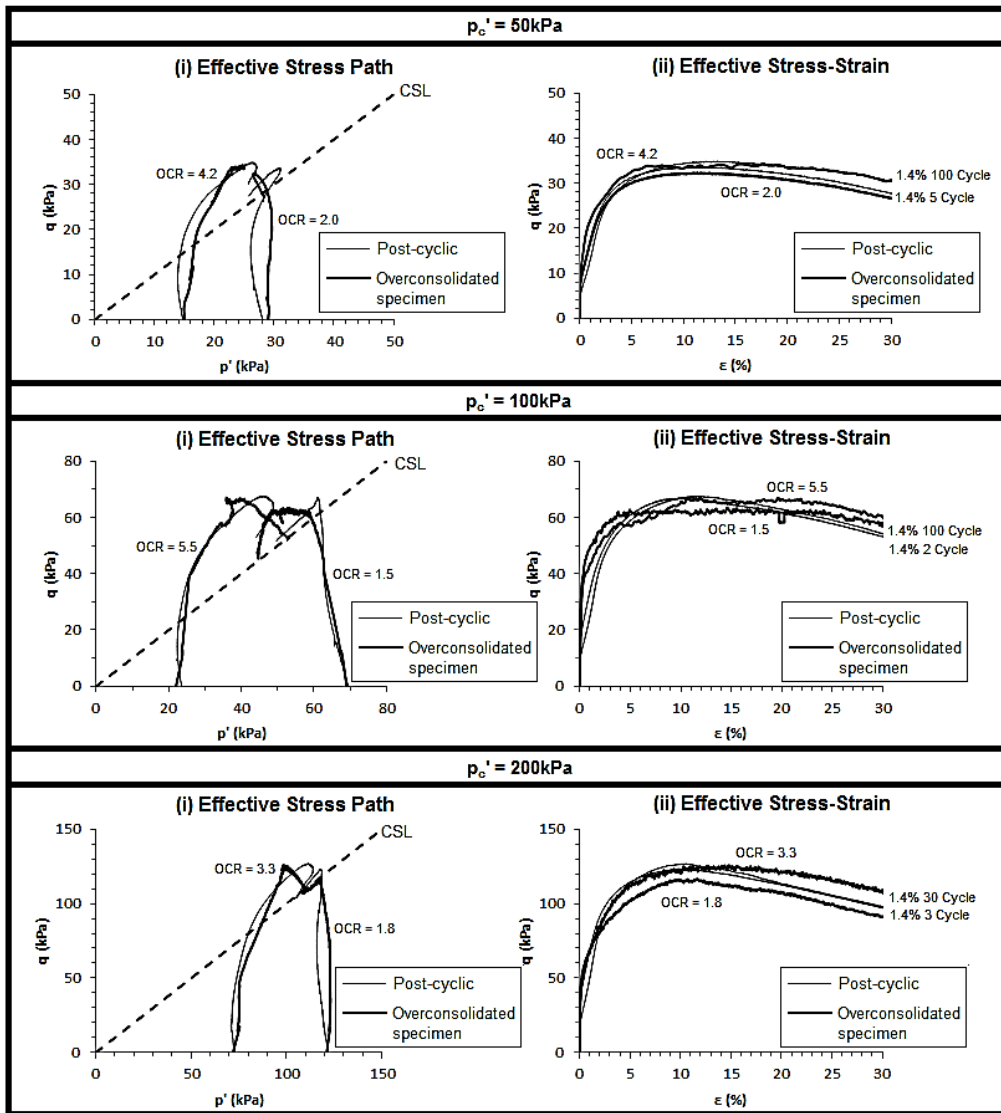 pc' = 50kPa
(i) Effective Stress Path
(ii) Effective Stress-Strain
CSL
50
40
30
20
10
0
q (kPa)
OCR = 4.2
OCR = 2.0
Post-cyclic
Overconsolidated
specimen
0 10 20 30 40 50
p' (kPa)
50
40
30
20
10
0
q (kPa)
OCR = 4.2
OCR = 2.0
1.4% 100 Cycle
1.4% 5 Cycle
Post-cyclic
Overconsolidated
specimen
0 5 10 15 20 25 30
ε (%)
pc' = 100kPa
(i) Effective Stress Path
(ii) Effective Stress-Strain
CSL
80
60
40
20
0
q (kPa)
OCR = 5.5
OCR = 1.5
Post-cyclic
Overconsolidated
specimen
0 20 40 60 80
p' (kPa)
80
60
40
20
0
q (kPa)
OCR = 5.5
OCR = 1.5
1.4% 100 Cycle
1.4% 2 Cycle
Post-cyclic
Overconsolidated
specimen
0 5 10 15 20 25 30
ε (%)
pc' = 200kPa
(i) Effective Stress Path
(ii) Effective Stress-Strain
CSL
150
100
50
0
q (kPa)
OCR = 3.3
OCR = 1.8
Post-cyclic
Overconsolidated
specimen
0 50 100 150
p' (kPa)
150
100
50
0
q (kPa)
OCR = 3.3
OCR = 1.8
1.4% 30 Cycle
1.4% 3 Cycle
Post-cyclic
Overconsolidated
specimen
0 5 10 15 20 25 30
ε (%)